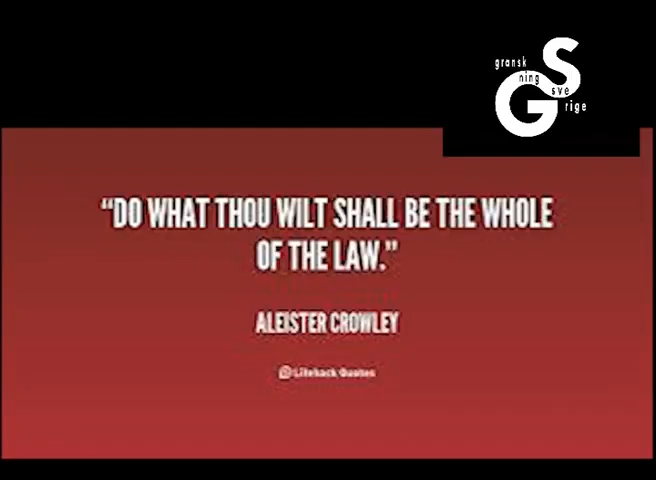 gransk
ning
sve
rige
GS
“DO WHAT THOU WILT SHALL BE THE WHOLE
OF THE LAW.”
ALEISTER CROWLEY
Lifehack Quotes